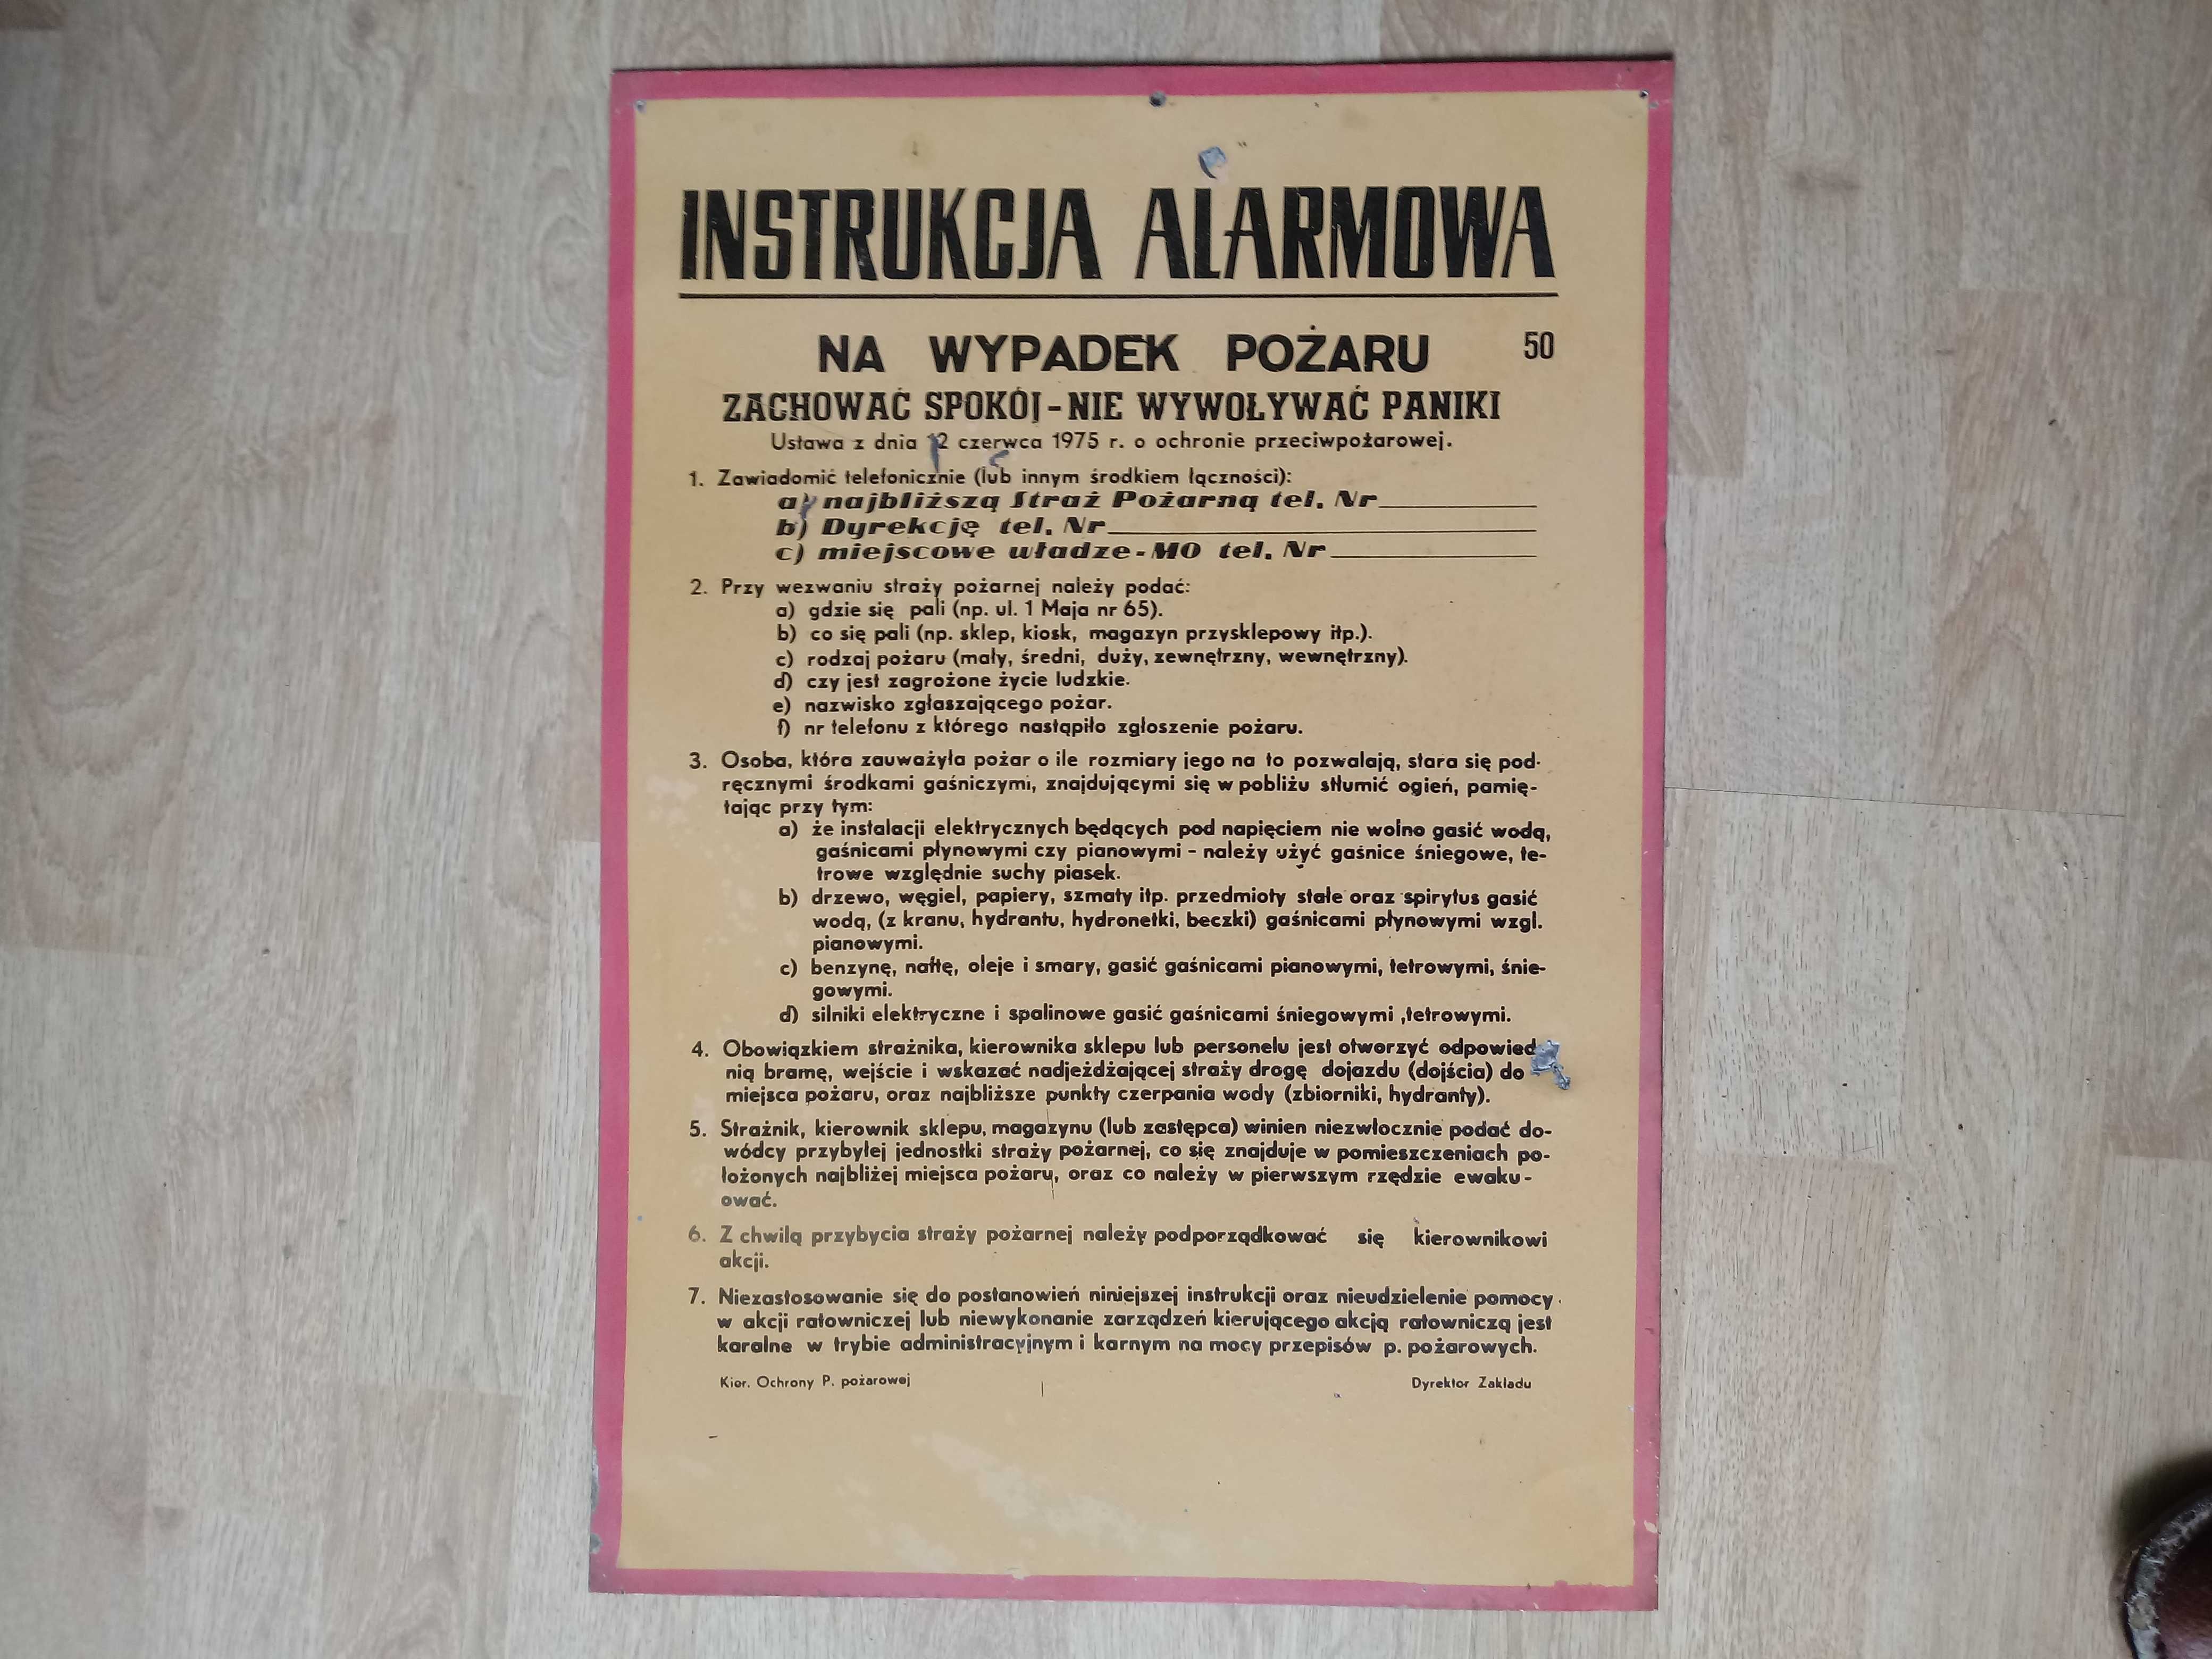 INSTRUKCJA ALARMOWA
NA WYPADEK POŻARU 50
ZACHOWAĆ SPOKÓJ - NIE WYWOŁYWAĆ PANIKI
Ustawa z dnia 12 czerwca 1975 r. o ochronie przeciwpożarowej.
1. Zawiadomić telefonicznie (lub innym środkiem łączności):
a) najbliższą Straż Pożarną tel. Nr
b) Dyrekcję tel. Nr
c) miejscowe władze - MO tel. Nr
2. Przy wezwaniu straży pożarnej należy podać:
a) gdzie się pali (np. ul. 1 Maja nr 65).
b) co się pali (np. sklep, kiosk, magazyn przysklepowy itp.).
c) rodzaj pożaru (mały, średni, duży, zewnętrzny, wewnętrzny).
d) czy jest zagrożone życie ludzkie.
e) nazwisko zgłaszającego pożar.
f) nr telefonu z którego nastąpiło zgłoszenie pożaru.
3. Osoba, która zauważyła pożar o ile rozmiary jego na to pozwalają, stara się pod-
ręcznymi środkami gaśniczymi, znajdującymi się w pobliżu stłumić ogień, pamię-
tając przy tym:
a) że instalacji elektrycznych będących pod napięciem nie wolno gasić wodą,
gaśnicami płynowymi czy pianowymi - należy użyć gaśnice śniegowe, te-
trowe względnie suchy piasek.
b) drzewo, węgiel, papiery, szmaty itp. przedmioty stałe oraz spirytus gasić
wodą, (z kranu, hydrantu, hydronetki, beczki) gaśnicami płynowymi wzgl.
pianowymi.
c) benzynę, naftę, oleje i smary, gasić gaśnicami pianowymi, tetrowymi, śnie-
gowymi.
d) silniki elektryczne i spalinowe gasić gaśnicami śniegowymi ,tetrowymi.
4. Obowiązkiem strażnika, kierownika sklepu lub personelu jest otworzyć odpowied
nią bramę, wejście i wskazać nadjeżdżającej straży drogę dojazdu (dojścia) do
miejsca pożaru, oraz najbliższe punkty czerpania wody (zbiorniki, hydranty).
5. Strażnik, kierownik sklepu, magazynu (lub zastępca) winien niezwłocznie podać do-
wódcy przybyłej jednostki straży pożarnej, co się znajduje w pomieszczeniach po-
łożonych najbliżej miejsca pożaru, oraz co należy w pierwszym rzędzie ewaku-
ować.
6. Z chwilą przybycia straży pożarnej należy podporządkować się kierownikowi
akcji.
7. Niezastosowanie się do postanowień niniejszej instrukcji oraz nieudzielenie pomocy
w akcji ratowniczej lub niewykonanie zarządzeń kierującego akcją ratowniczą jest
karalne w trybie administracyjnym i karnym na mocy przepisów p. pożarowych.
Kier. Ochrony P. pożarowej Dyrektor Zakładu